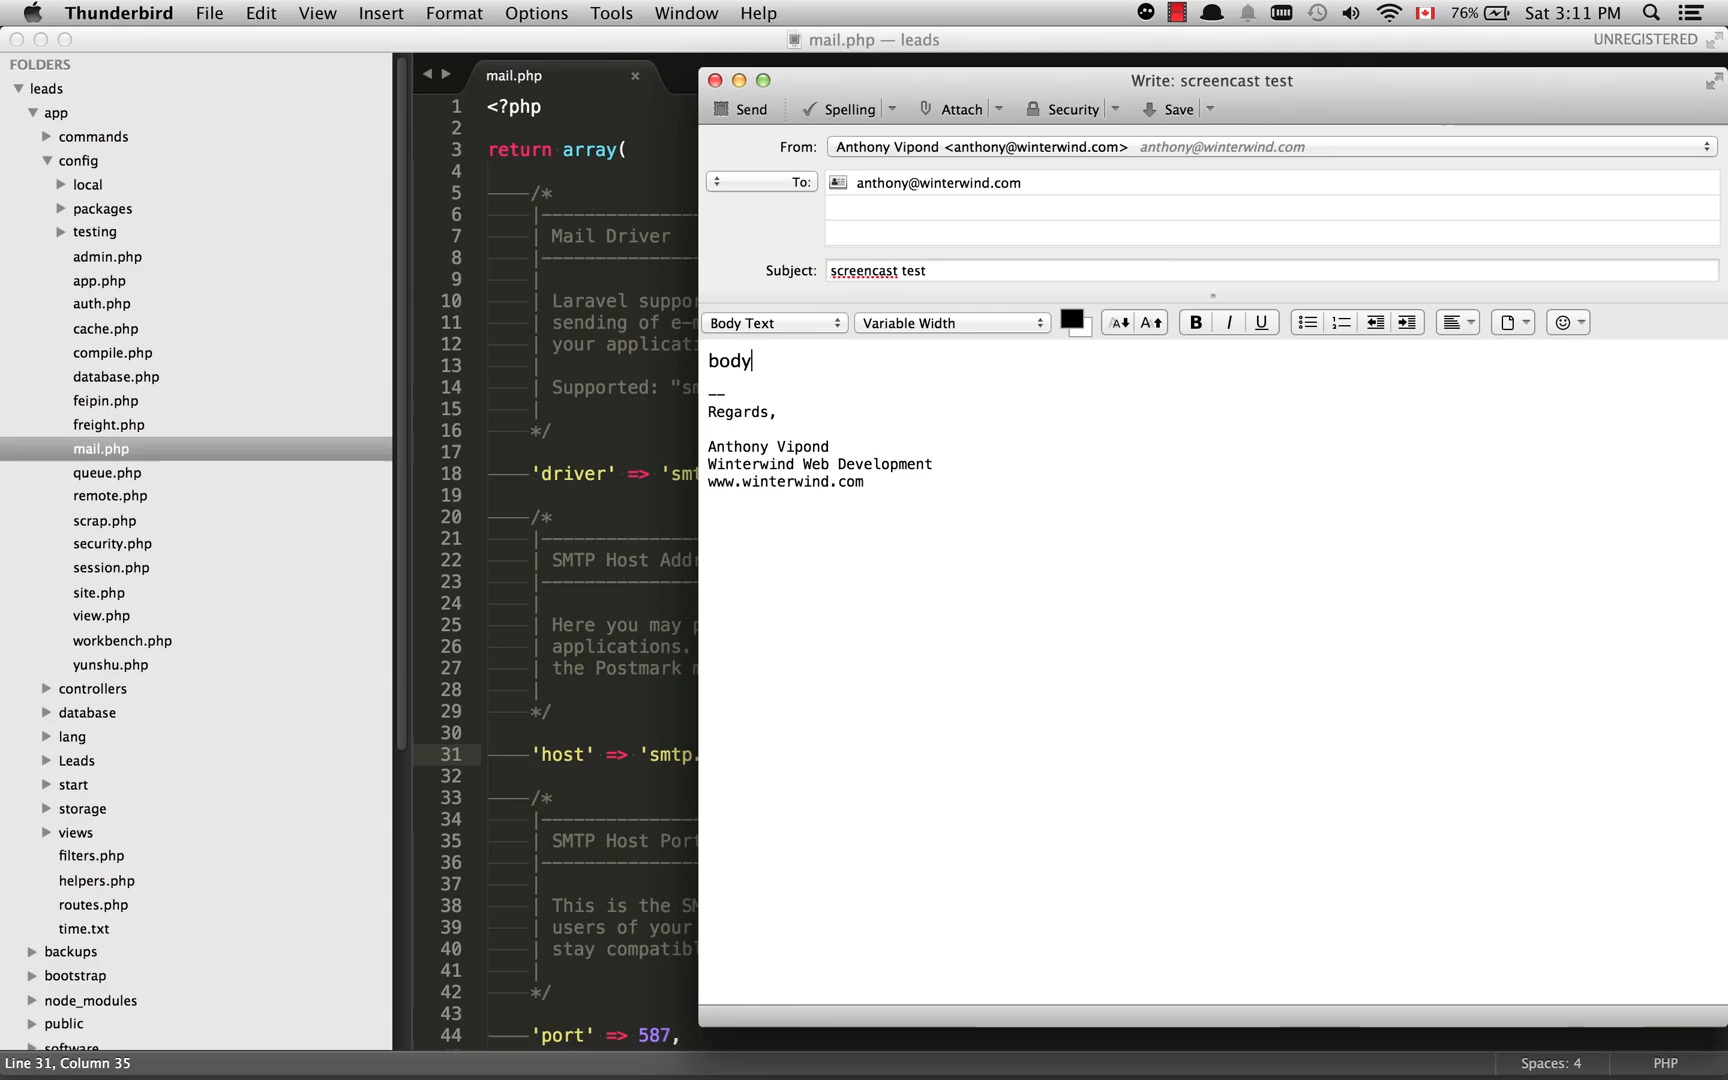 Thunderbird File Edit View Insert Format Options Tools Window Help 76% Sat 3:11 PM
mail.php — leads UNREGISTERED
FOLDERS
leads
app
commands
config
local
packages
testing
admin.php
app.php
auth.php
cache.php
compile.php
database.php
feipin.php
freight.php
mail.php
queue.php
remote.php
scrap.php
security.php
session.php
site.php
view.php
workbench.php
yunshu.php
controllers
database
lang
Leads
start
storage
views
filters.php
helpers.php
routes.php
time.txt
backups
bootstrap
node_modules
public
software
mail.php
1 <?php
2
3 return array(
4
5 /*
6 |
7 | Mail Driver
8 |
9 |
10 | Laravel suppor
11 | sending of e-m
12 | your applicati
13 |
14 | Supported: "sm
15 |
16 */
17
18 'driver' => 'smt
19
20 /*
21 |
22 | SMTP Host Addr
23 |
24 |
25 | Here you may p
26 | applications.
27 | the Postmark m
28 |
29 */
30
31 'host' => 'smtp.
32
33 /*
34 |
35 | SMTP Host Port
36 |
37 |
38 | This is the SM
39 | users of your
40 | stay compatibl
41 |
42 */
43
44 'port' => 587,
Write: screencast test
Send Spelling Attach Security Save
From: Anthony Vipond <anthony@winterwind.com> anthony@winterwind.com
To: anthony@winterwind.com
Subject: screencast test
Body Text Variable Width B I U
body
--
Regards,
Anthony Vipond
Winterwind Web Development
www.winterwind.com
Line 31, Column 35 Spaces: 4 PHP